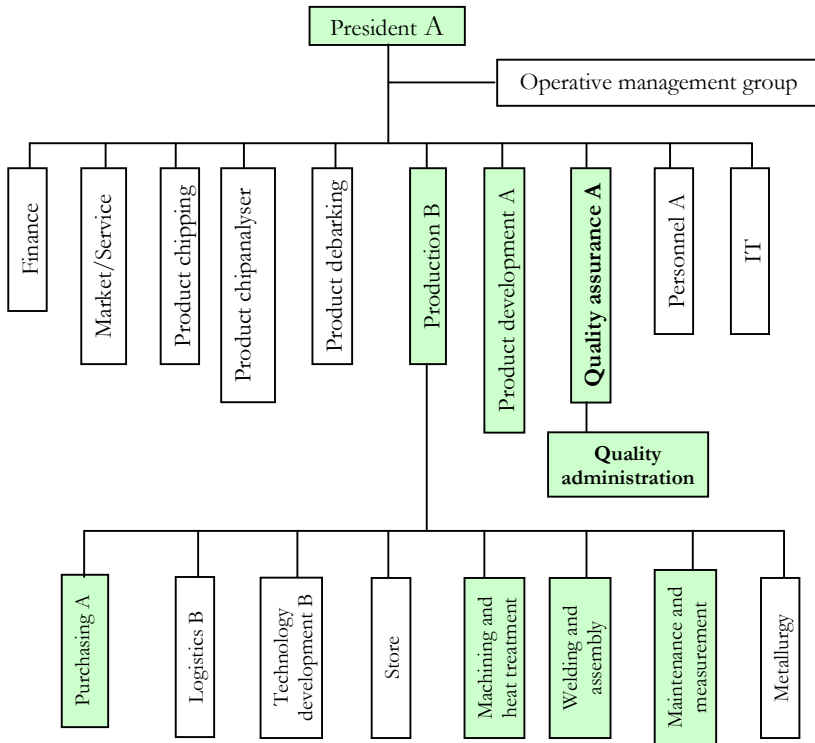 President A
Operative management group
Finance
Market/Service
Product chipping
Product chipanalyser
Product debarking
Production B
Product development A
Quality assurance A
Personnel A
IT
Quality
administration
Purchasing A
Logistics B
Technology
development B
Store
Machining and
heat treatment
Welding and
assembly
Maintenance and
measurement
Metallurgy